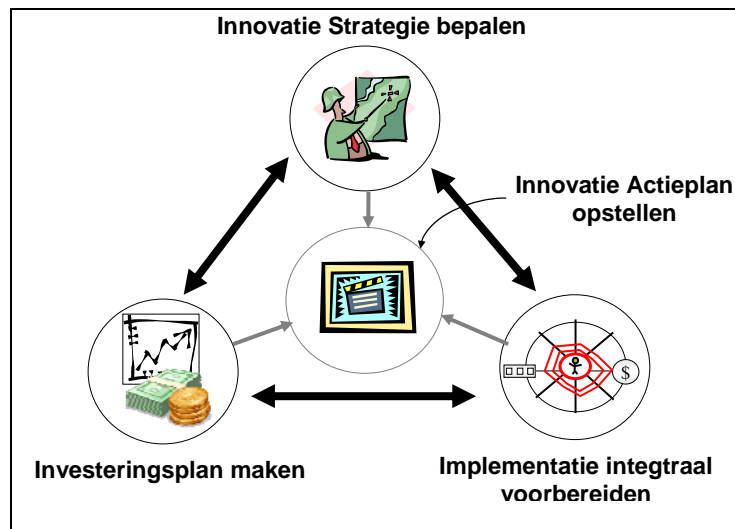 Innovatie Strategie bepalen
Innovatie Actieplan
opstellen
$
Investeringsplan maken
Implementatie integtraal
voorbereiden